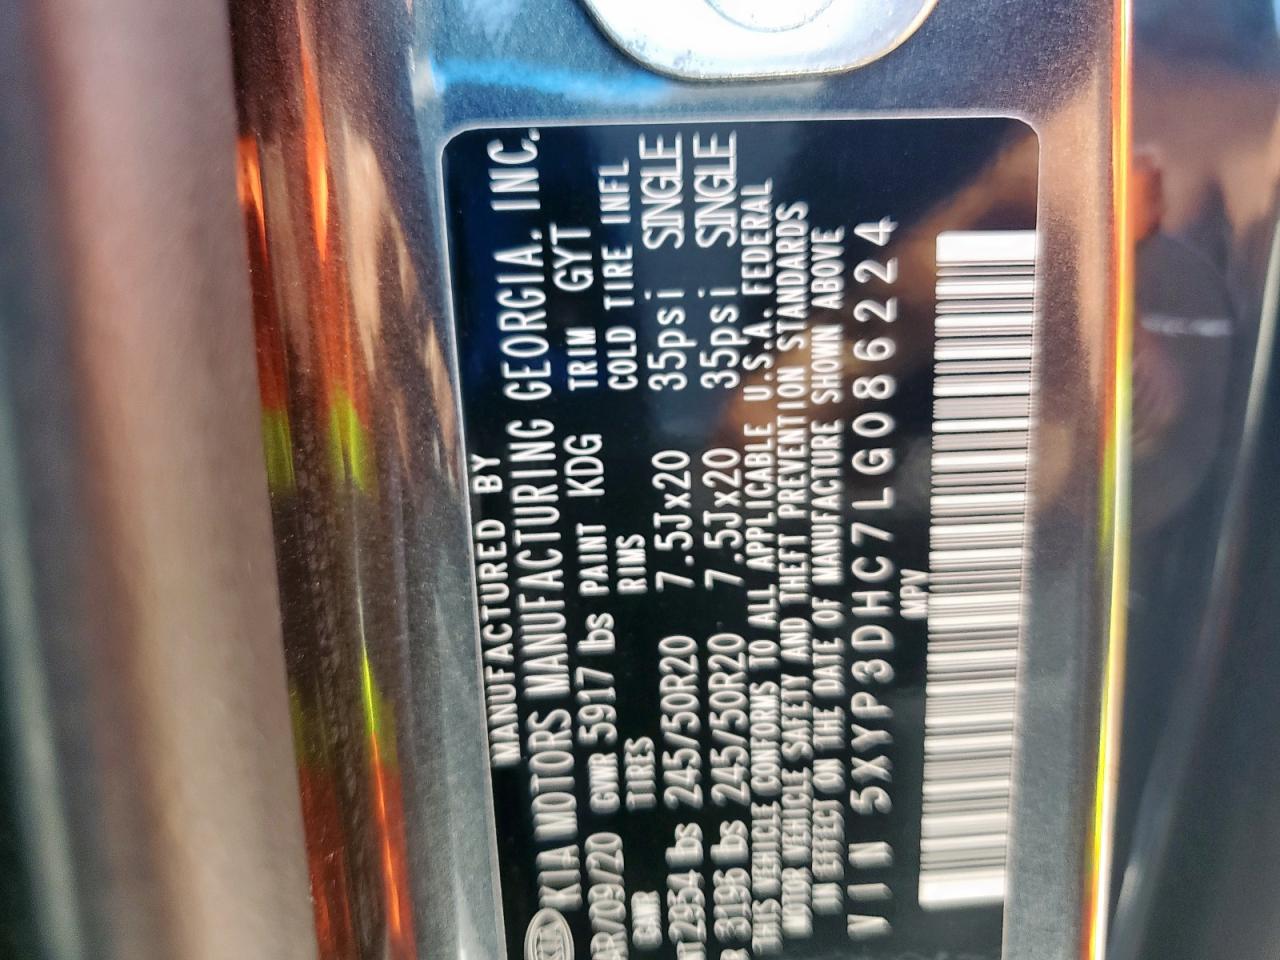 MANUFACTURED BY
KIA KIA MOTORS MANUFACTURING GEORGIA. INC.
/09/20 GVWR 5917 lbs PAINT KDG TRIM GYT
GAWR TIRES RIMS COLD TIRE INFL
2954 lbs 245/50R20 7.5Jx20 35psi SINGLE
3196 lbs 245/50R20 7.5Jx20 35psi SINGLE
THIS VEHICLE CONFORMS TO ALL APPLICABLE U.S.A. FEDERAL
MOTOR VEHICLE SAFETY AND THEFT PREVENTION STANDARDS
IN EFFECT ON THE DATE OF MANUFACTURE SHOWN ABOVE
VIN 5XYP3DHC7LG086224
MPV